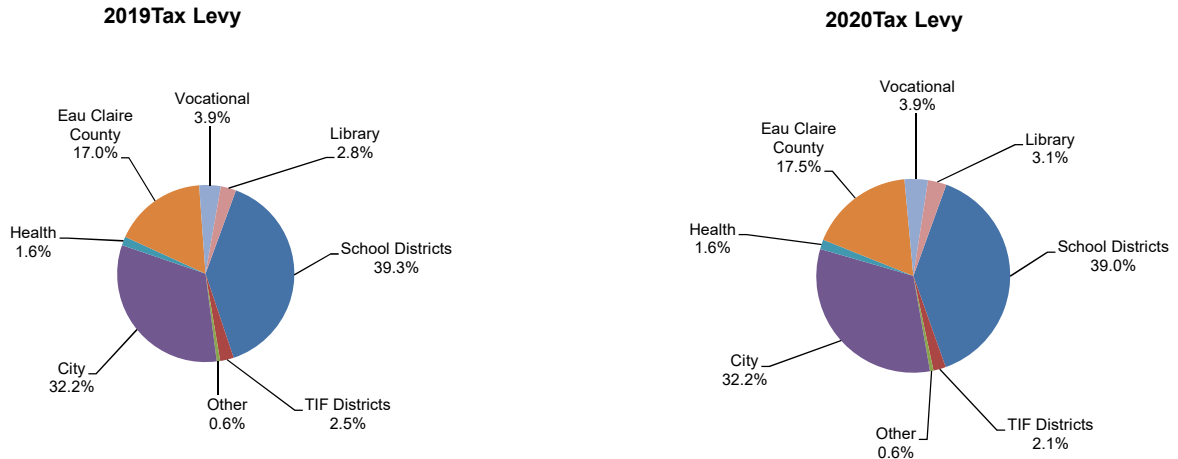 2019Tax Levy
Vocational
3.9%
Eau Claire
County
17.0%
Library
2.8%
Health
1.6%
School Districts
39.3%
City
32.2%
Other
0.6%
TIF Districts
2.5%
2020Tax Levy
Vocational
3.9%
Eau Claire
County
17.5%
Library
3.1%
Health
1.6%
School Districts
39.0%
City
32.2%
Other
0.6%
TIF Districts
2.1%